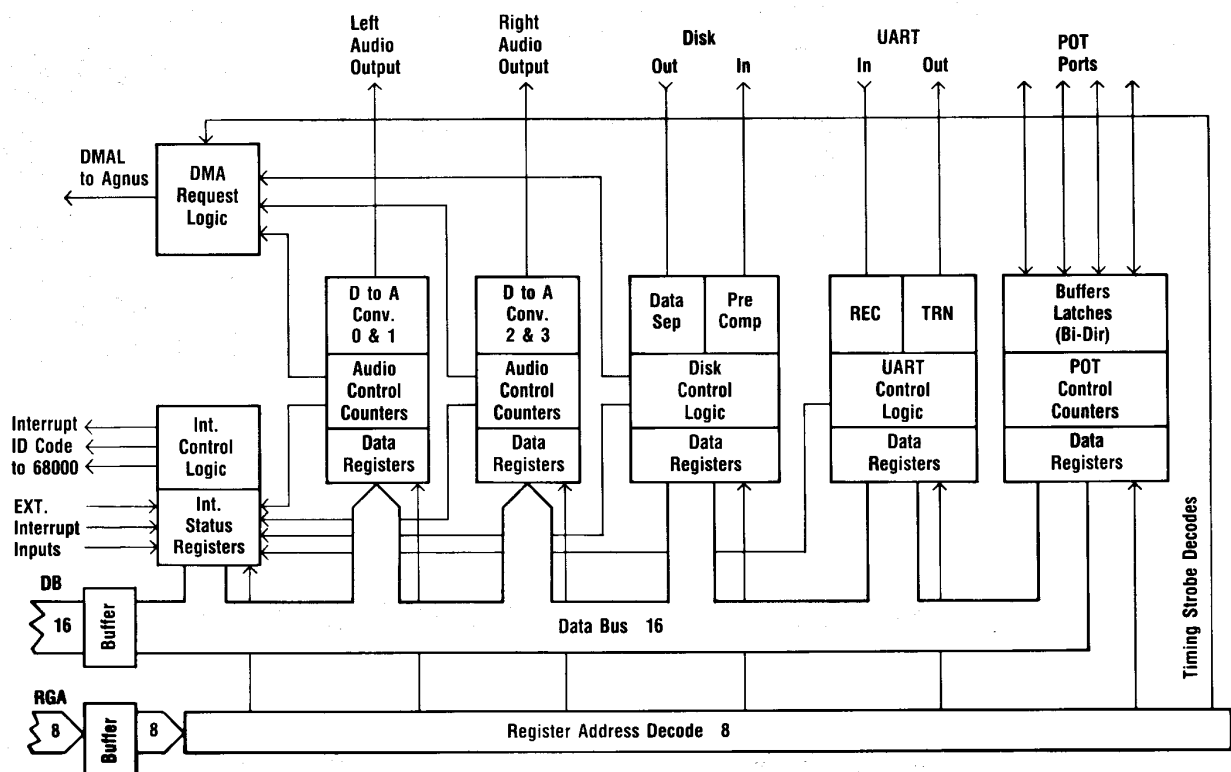 Left
Audio
Output
Right
Audio
Output
Disk
Out In
UART
In Out
POT
Ports
DMAL
to Agnus
DMA
Request
Logic
D to A
Conv.
0 & 1
Audio
Control
Counters
Data
Registers
D to A
Conv.
2 & 3
Audio
Control
Counters
Data
Registers
Data
Sep
Pre
Comp
Disk
Control
Logic
Data
Registers
REC
TRN
UART
Control
Logic
Data
Registers
Buffers
Latches
(Bi-Dir)
POT
Control
Counters
Data
Registers
Interrupt
ID Code
to 68000
Int.
Control
Logic
EXT.
Interrupt
Inputs
Int.
Status
Registers
DB
16
Buffer
Data Bus 16
Timing Strobe Decodes
RGA
8
Buffer
8
Register Address Decode 8